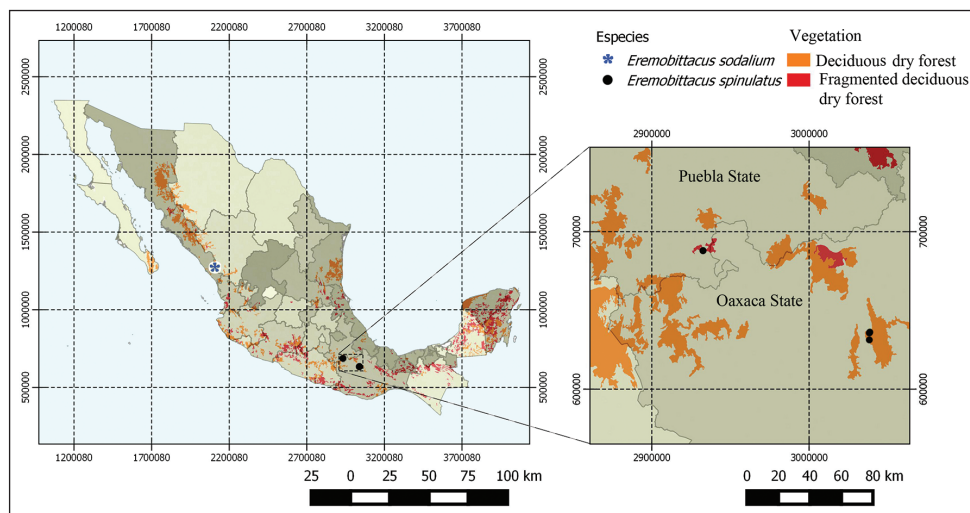 1200080 1700080 2200080 2700080 3200080 3700080
2500000
2000000
1500000
1000000
500000
2500000
2000000
1500000
1000000
500000
1200080 1700080 2200080 2700080 3200080 3700080
25 0 25 50 75 100 km
Especies
Eremobittacus sodalium
Eremobittacus spinulatus
Vegetation
Deciduous dry forest
Fragmented deciduous
dry forest
2900000 3000000
700000
600000
Puebla State
Oaxaca State
700000
600000
2900000 3000000
0 20 40 60 80 km